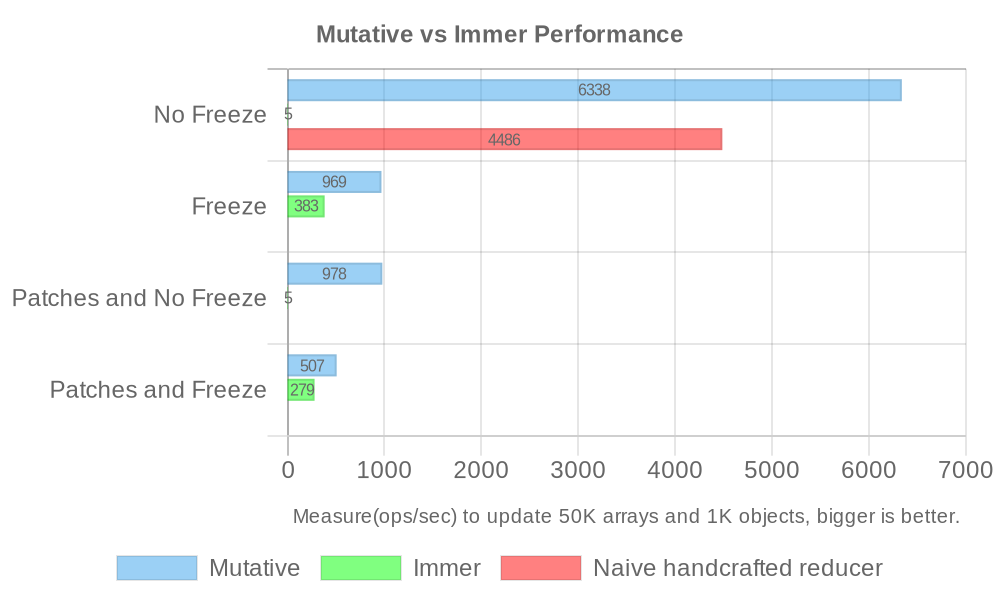 Mutative vs Immer Performance
No Freeze
6338
5
4486
Freeze
969
383
Patches and No Freeze
978
5
Patches and Freeze
507
279
0 1000 2000 3000 4000 5000 6000 7000
Measure(ops/sec) to update 50K arrays and 1K objects, bigger is better.
Mutative Immer Naive handcrafted reducer